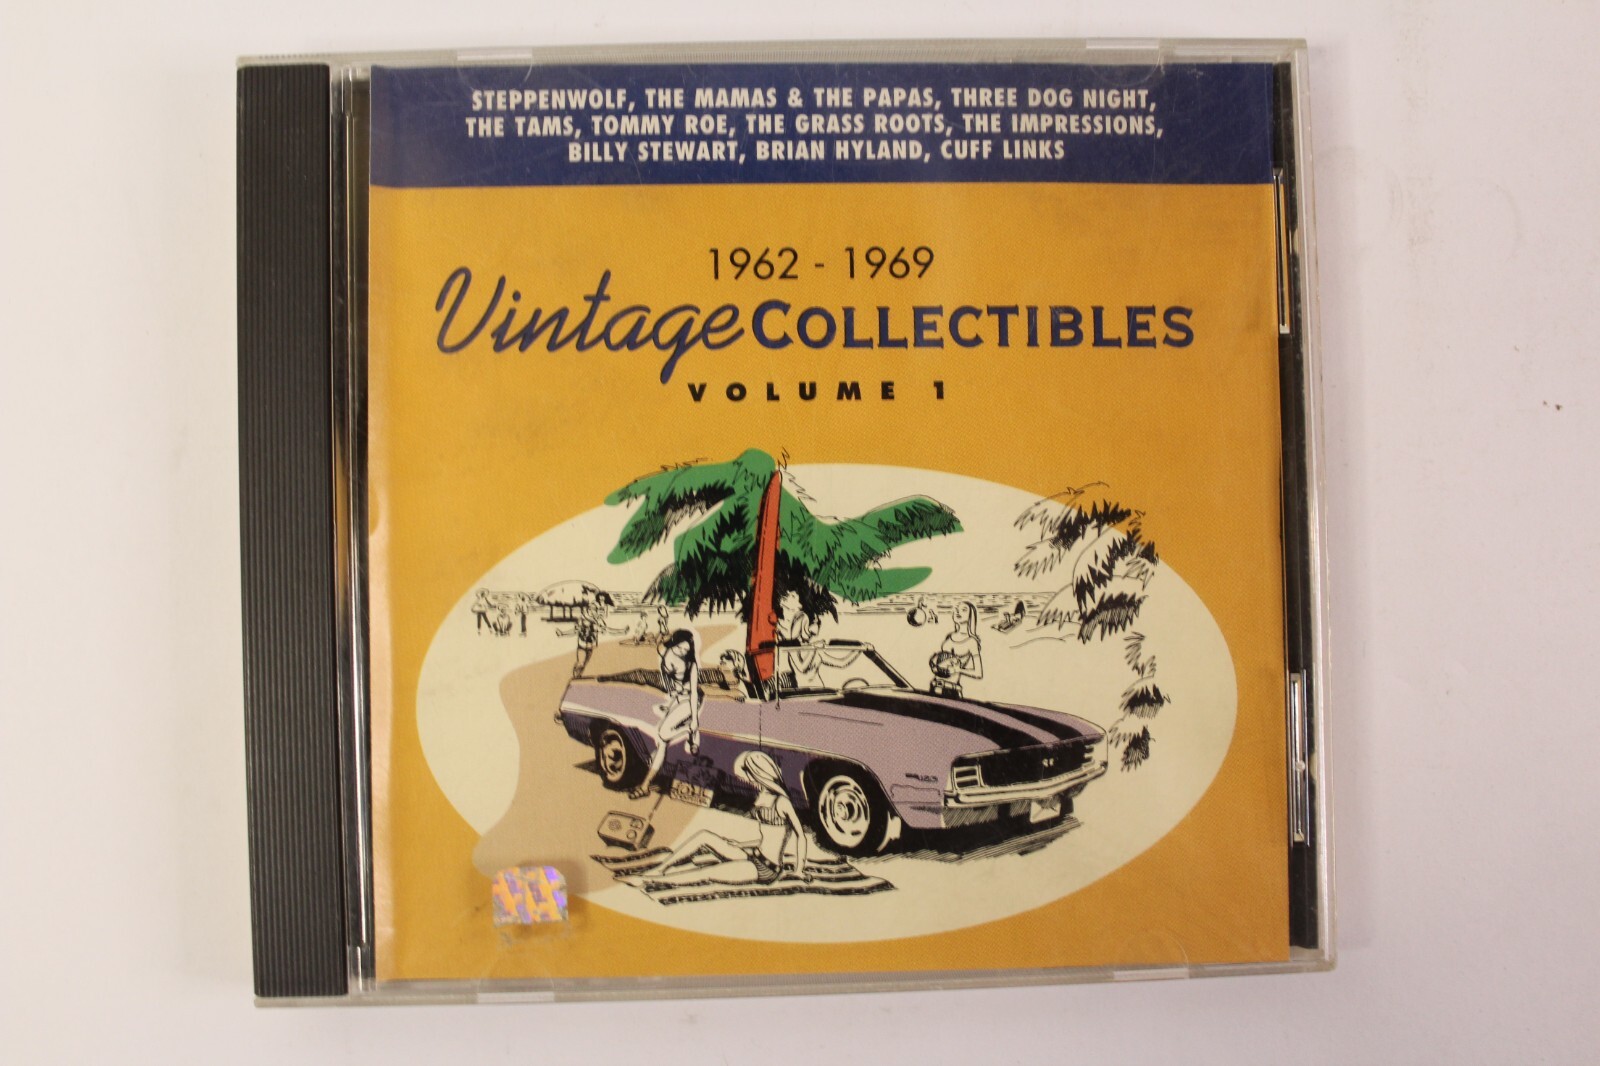 STEPPENWOLF, THE MAMAS & THE PAPAS, THREE DOG NIGHT,
THE TAMS, TOMMY ROE, THE GRASS ROOTS, THE IMPRESSIONS,
BILLY STEWART, BRIAN HYLAND, CUFF LINKS
1962 - 1969
Vintage COLLECTIBLES
VOLUME 1